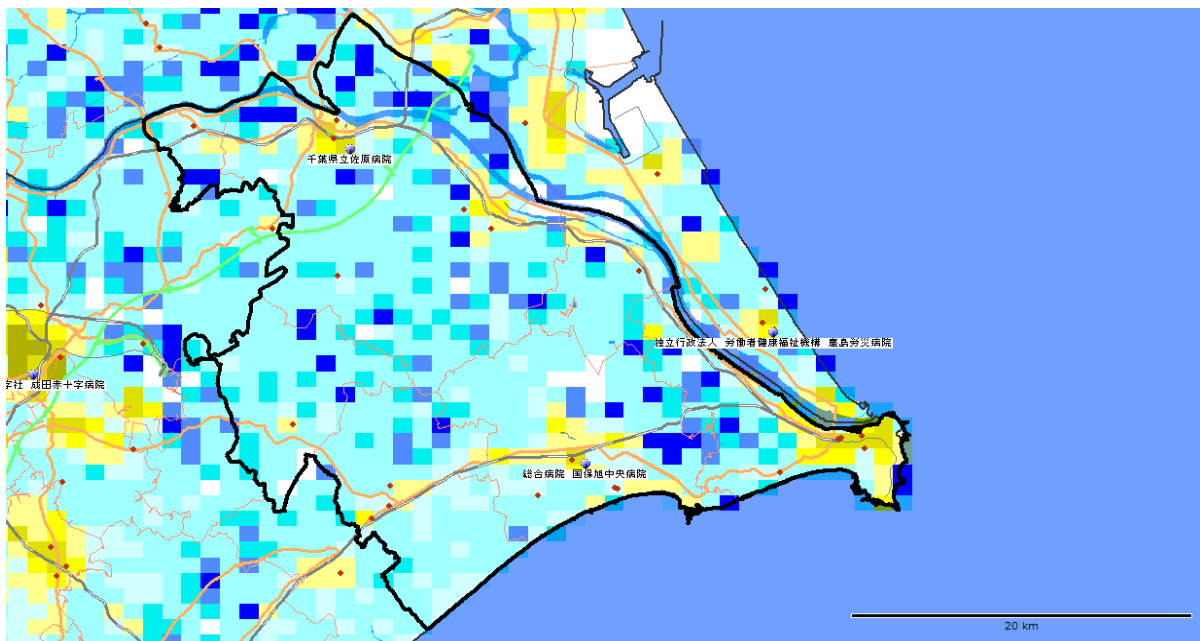 千葉県立佐原病院
独立行政法人 労働者健康福祉機構 鹿島労災病院
字社 成田赤十字病院
総合病院 国保旭中央病院
20 km